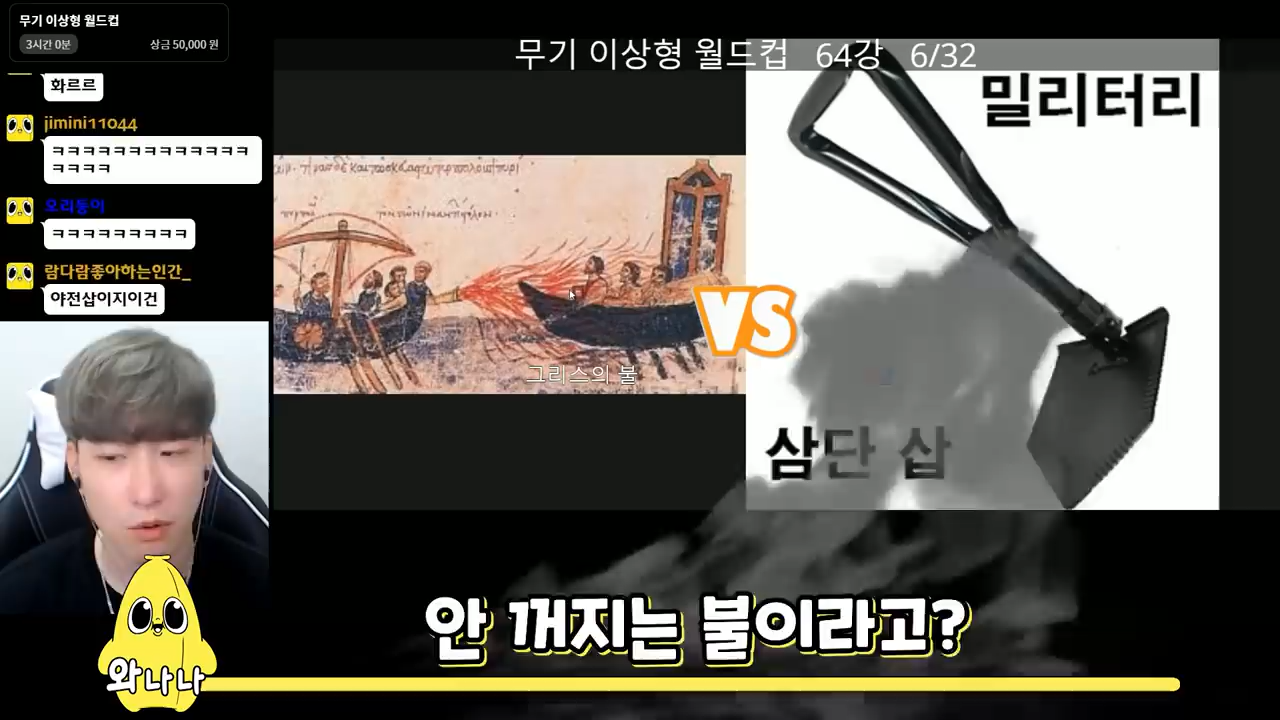 무기 이상형 월드컵
3시간 0분 상금 50,000 원
화르르
jimini11044
ㅋㅋㅋㅋㅋㅋㅋㅋㅋㅋㅋㅋㅋ
ㅋㅋㅋㅋ
오리둥이
ㅋㅋㅋㅋㅋㅋㅋㅋㅋ
람다람좋아하는인간_
야전삽이지이건
무기 이상형 월드컵 64강 6/32
그리스의 불
VS
밀리터리
삼단 삽
안 꺼지는 불이라고?
와나나